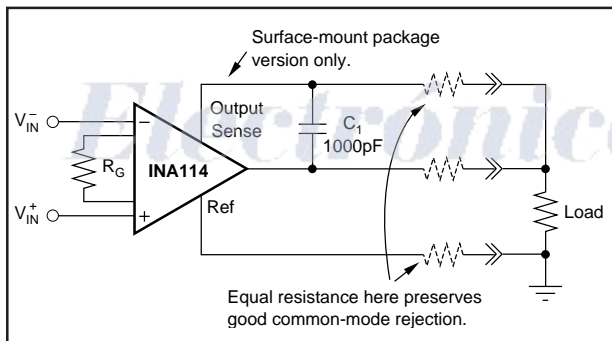 Surface-mount package
version only.
Electrónica
V−IN
Output
Sense
C1
1000pF
RG
INA114
V+IN
Ref
Load
Equal resistance here preserves
good common-mode rejection.